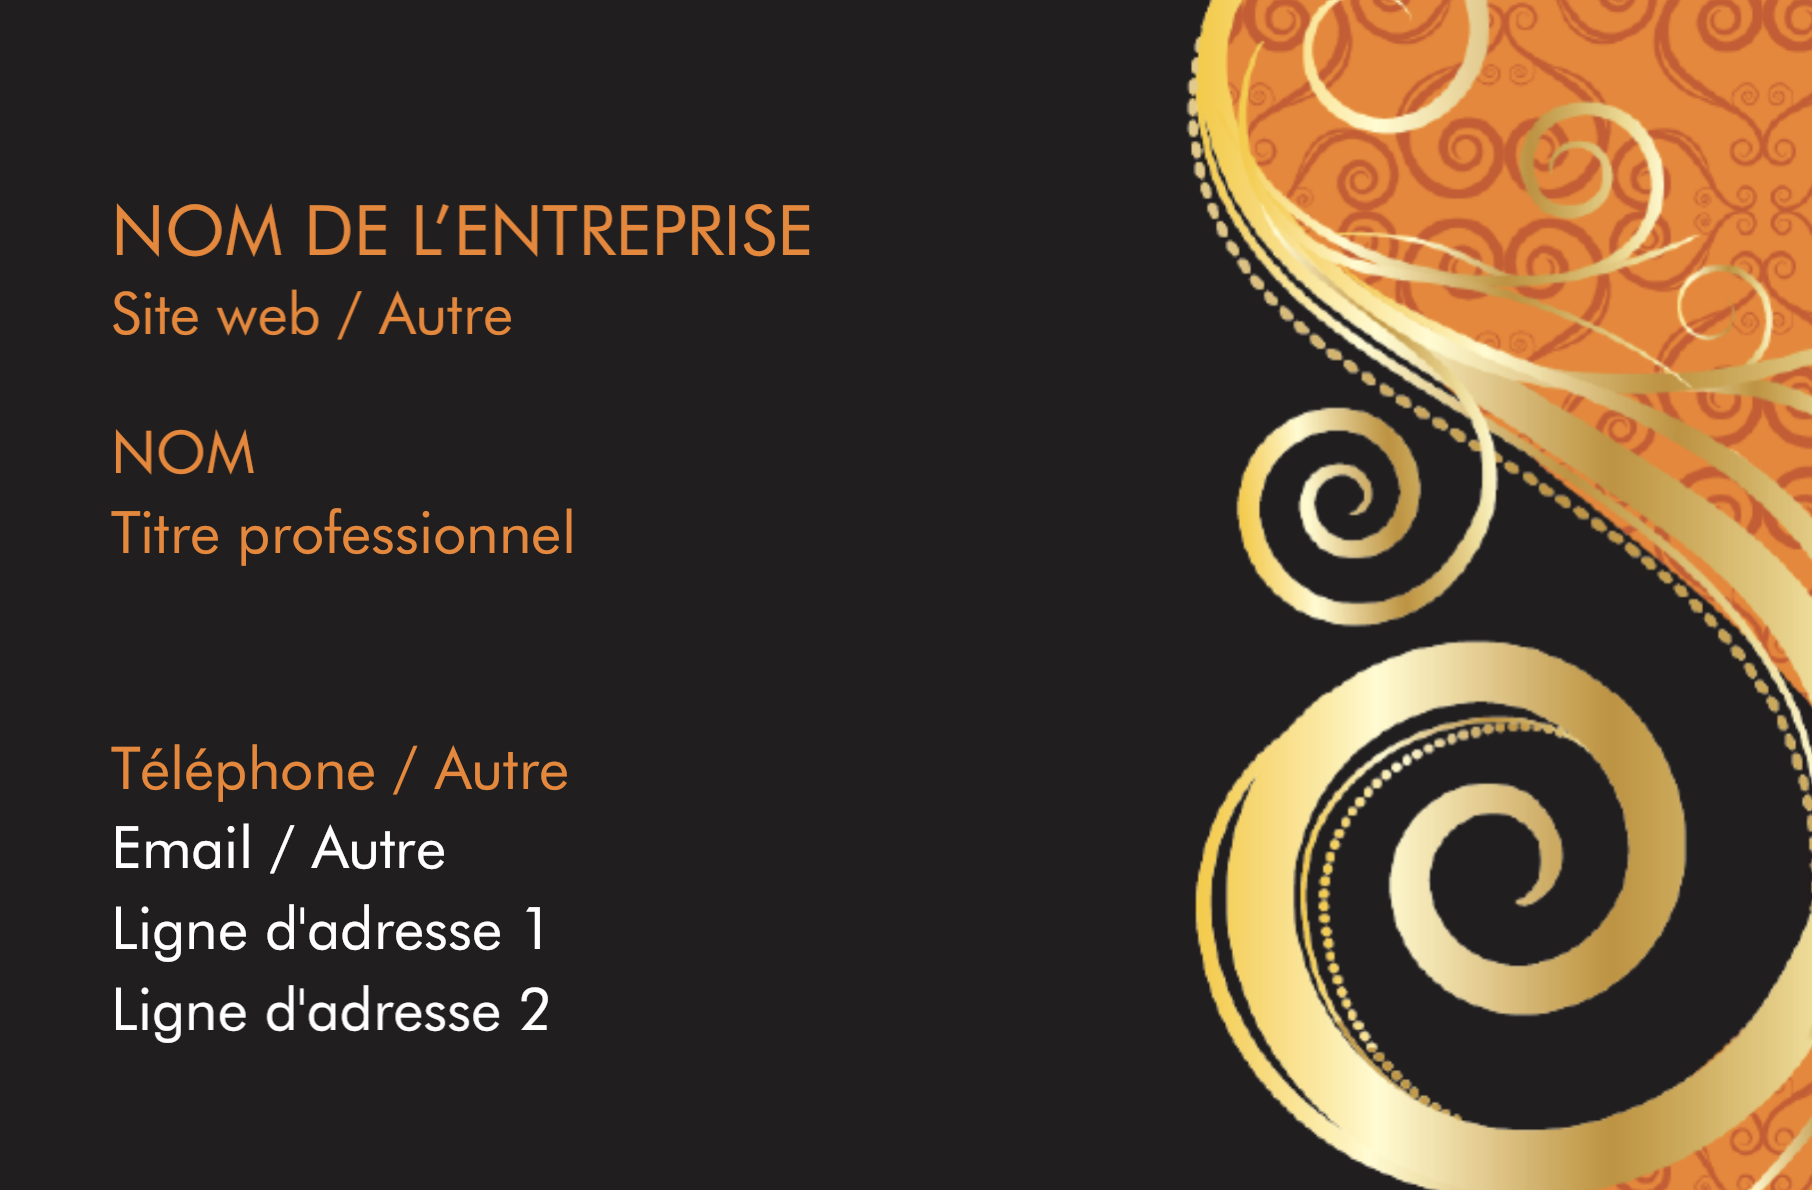 NOM DE L’ENTREPRISE
Site web / Autre
NOM
Titre professionnel
Téléphone / Autre
Email / Autre
Ligne d'adresse 1
Ligne d'adresse 2